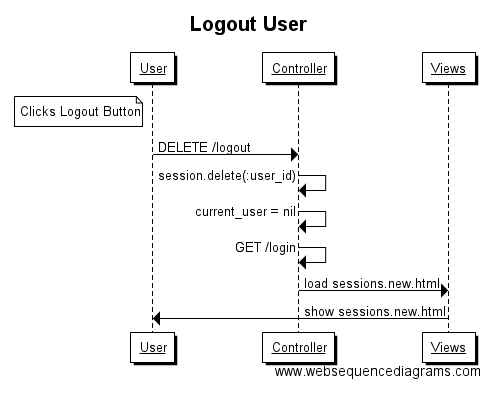 Logout User
User Controller Views
Clicks Logout Button
DELETE /logout
session.delete(:user_id)
current_user = nil
GET /login
load sessions.new.html
show sessions.new.html
User Controller Views
www.websequencediagrams.com